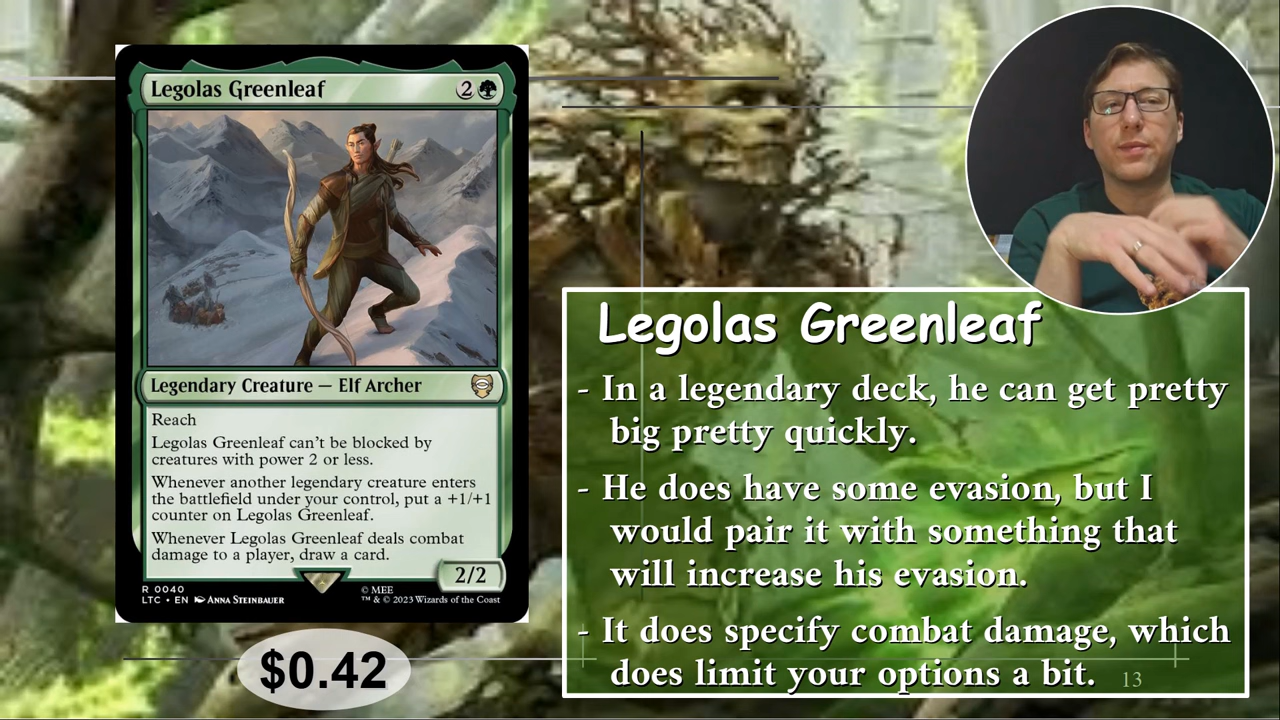 Legolas Greenleaf 2
Legendary Creature — Elf Archer
Reach
Legolas Greenleaf can't be blocked by
creatures with power 2 or less.
Whenever another legendary creature enters
the battlefield under your control, put a +1/+1
counter on Legolas Greenleaf.
Whenever Legolas Greenleaf deals combat
damage to a player, draw a card.
2/2
R 0040
LTC • EN Anna Steinbauer
© MEE
™ & © 2023 Wizards of the Coast
$0.42
Legolas Greenleaf
- In a legendary deck, he can get pretty
big pretty quickly.
- He does have some evasion, but I
would pair it with something that
will increase his evasion.
- It does specify combat damage, which
does limit your options a bit.
13